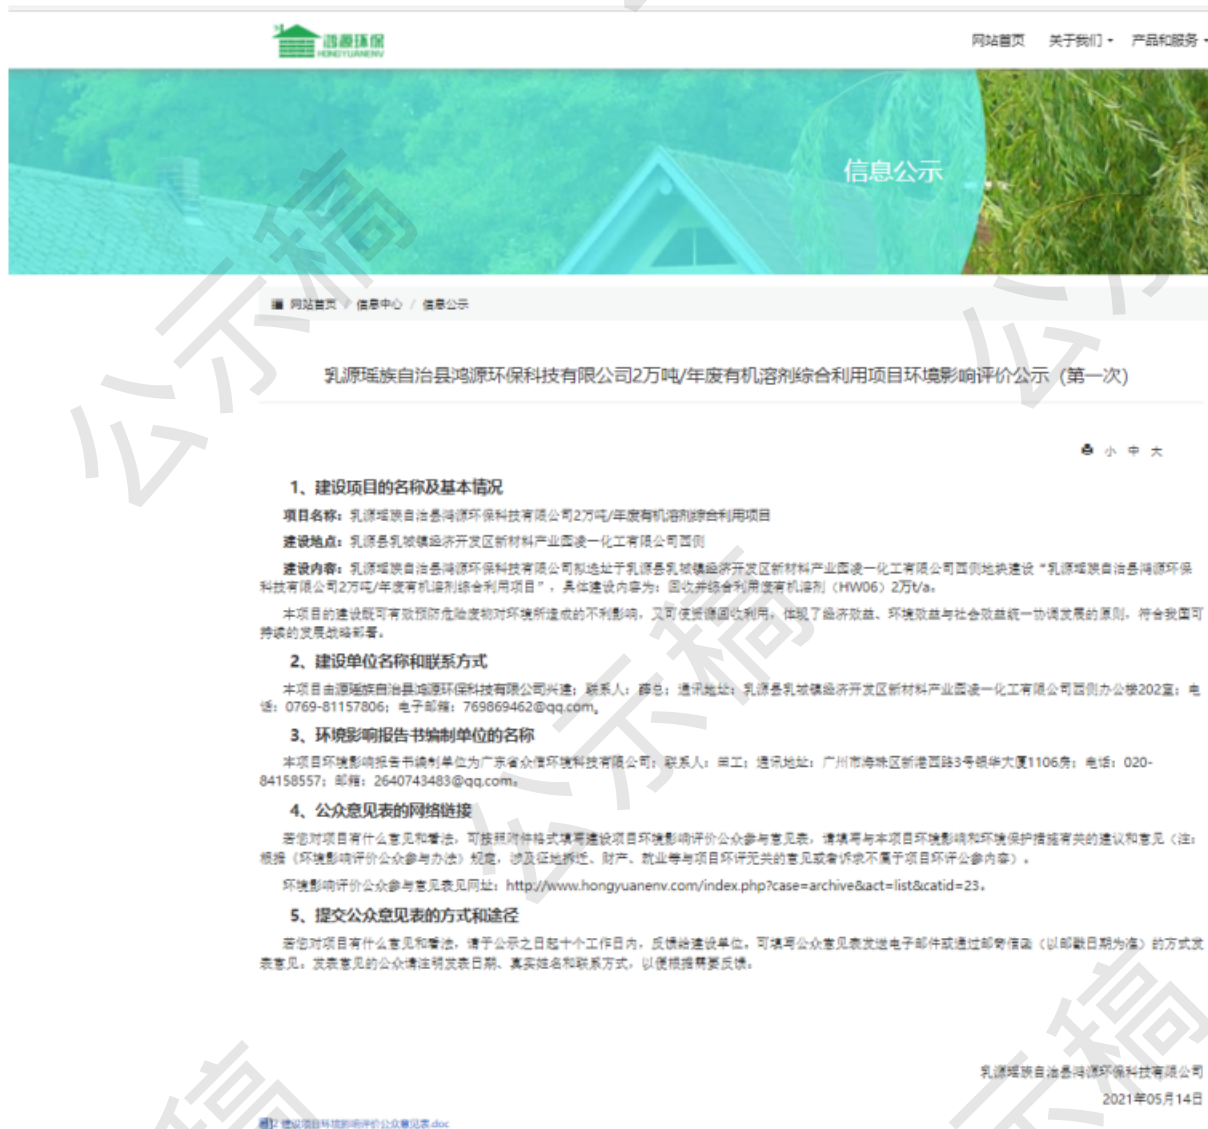 鸿源环保
HONGYUANENV
网站首页 关于我们 产品和服务
信息公示
网站首页 / 信息中心 / 信息公示
乳源瑶族自治县鸿源环保科技有限公司2万吨/年废有机溶剂综合利用项目环境影响评价公示（第一次）
小 中 大
1、建设项目的名称及基本情况
项目名称：乳源瑶族自治县鸿源环保科技有限公司2万吨/年废有机溶剂综合利用项目
建设地点：乳源县乳城镇经济开发区新材料产业园凌一化工有限公司西侧
建设内容：乳源瑶族自治县鸿源环保科技有限公司拟选址于乳源县乳城镇经济开发区新材料产业园凌一化工有限公司西侧地块建设“乳源瑶族自治县鸿源环保
科技有限公司2万吨/年废有机溶剂综合利用项目”，具体建设内容为：回收并综合利用废有机溶剂（HW06）2万t/a。
本项目的建设既可有效预防危险废物对环境所造成的不利影响，又可使资源回收利用，体现了经济效益、环境效益与社会效益统一协调发展的原则，符合我国可
持续的发展战略部署。
2、建设单位名称和联系方式
本项目由源瑶族自治县鸿源环保科技有限公司兴建；联系人：薛总；通讯地址：乳源县乳城镇经济开发区新材料产业园凌一化工有限公司西侧办公楼202室；电
话：0769-81157806；电子邮箱：769869462@qq.com。
3、环境影响报告书编制单位的名称
本项目环境影响报告书编制单位为广东省众信环境科技有限公司；联系人：田工；通讯地址：广州市海珠区新港西路3号银华大厦1106房；电话：020-
84158557；邮箱：2640743483@qq.com。
4、公众意见表的网络链接
若您对项目有什么意见和看法，可按照附件格式填写建设项目环境影响评价公众参与意见表，请填写与本项目环境影响和环境保护措施有关的建议和意见（注：
根据《环境影响评价公众参与办法》规定，涉及征地拆迁、财产、就业等与项目环评无关的意见或者诉求不属于项目环评公参内容）。
环境影响评价公众参与意见表见网址：http://www.hongyuanenv.com/index.php?case=archive&act=list&catid=23。
5、提交公众意见表的方式和途径
若您对项目有什么意见和看法，请于公示之日起十个工作日内，反馈给建设单位。可填写公众意见表发送电子邮件或通过邮寄信函（以邮戳日期为准）的方式发
表意见。发表意见的公众请注明发表日期、真实姓名和联系方式，以便根据需要反馈。
乳源瑶族自治县鸿源环保科技有限公司
2021年05月14日
建设项目环境影响评价公众意见表.doc
公示稿
公示稿